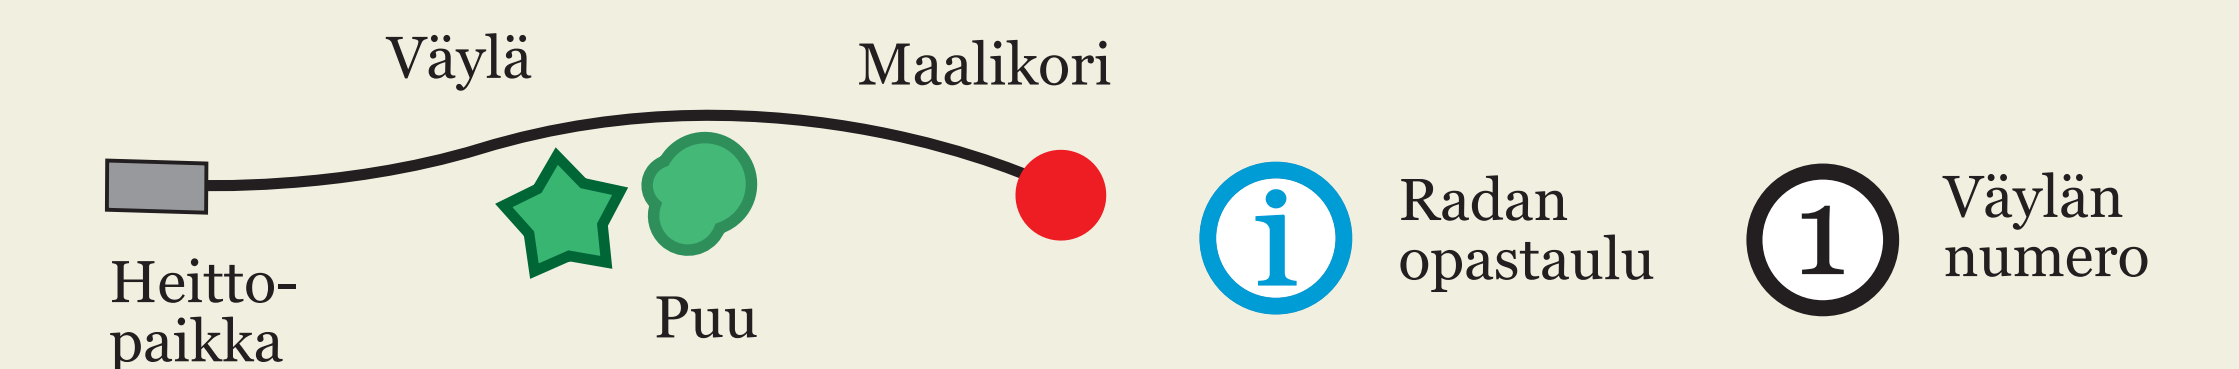 Väylä
Maalikori
Heitto-
paikka
Puu
i
Radan
opastaulu
1
Väylän
numero